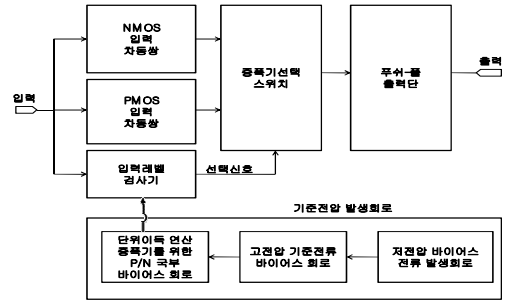 NMOS
입력
차동쌍
입력
PMOS
입력
차동쌍
입력레벨
검사기
선택신호
증폭기선택
스위치
푸쉬-풀
출력단
출력
기준전압 발생회로
단위이득 연산
증폭기를 위한
P/N 국부
바이어스 회로
고전압 기준전류
바이어스 회로
저전압 바이어스
전류 발생회로